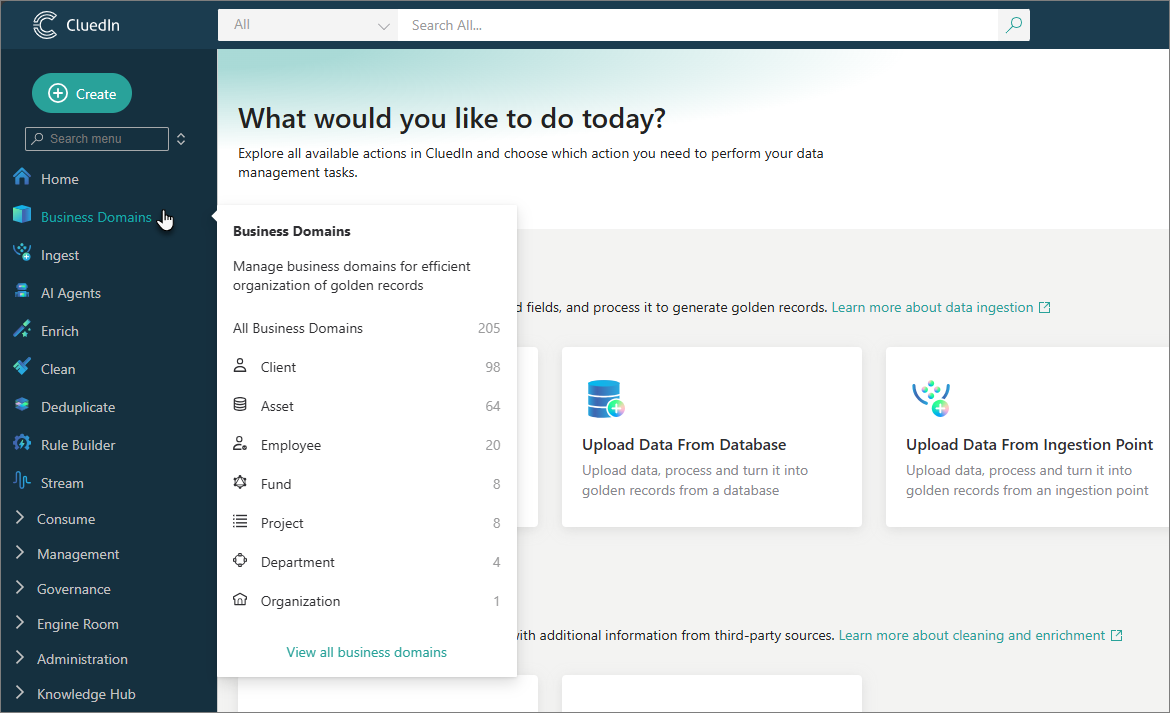 CluedIn
All
Search All...
Create
Search menu
Home
Business Domains
Ingest
AI Agents
Enrich
Clean
Deduplicate
Rule Builder
Stream
Consume
Management
Governance
Engine Room
Administration
Knowledge Hub
What would you like to do today?
Explore all available actions in CluedIn and choose which action you need to perform your data
management tasks.
Business Domains
Manage business domains for efficient
organization of golden records
All Business Domains 205
Client 98
Asset 64
Employee 20
Fund 8
Project 8
Department 4
Organization 1
View all business domains
fields, and process it to generate golden records. Learn more about data ingestion
Upload Data From Database
Upload data, process and turn it into
golden records from a database
Upload Data From Ingestion Point
Upload data, process and turn it into
golden records from an ingestion point
with additional information from third-party sources. Learn more about cleaning and enrichment